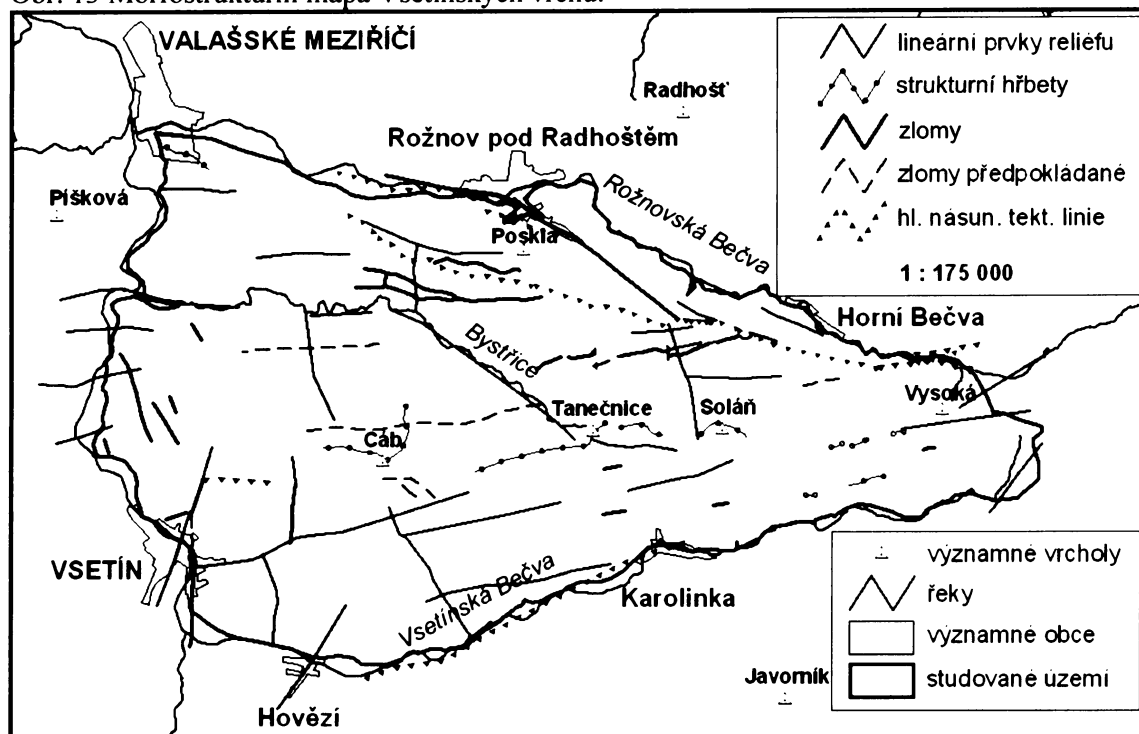 Obr. 15 Morfostrukturní mapa Vsetínských vrchů.
VALAŠSKÉ MEZIŘÍČÍ
Radhošť
Rožnov pod Radhoštěm
Píšková
Poskla
Rožnovská Bečva
Horní Bečva
Bystřice
Tanečnice
Soláň
Vysoká
Cáb
VSETÍN
Vsetínská Bečva
Karolinka
Hovězí
Javorník
lineární prvky reliéfu
strukturní hřbety
zlomy
zlomy předpokládané
hl. násun. tekt. linie
1 : 175 000
významné vrcholy
řeky
významné obce
studované území